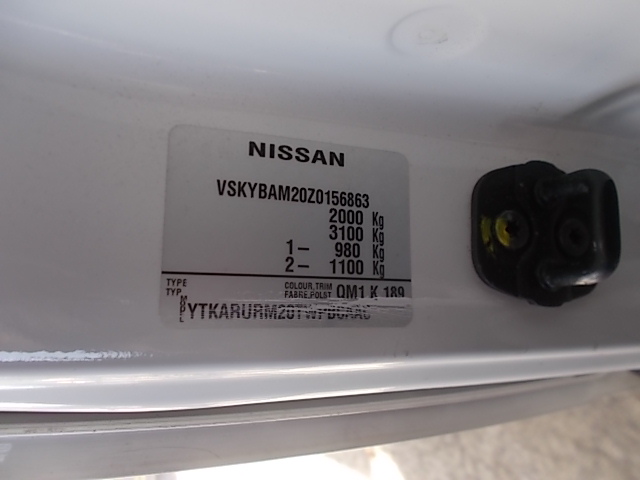 NISSAN
VSKYBAM20Z0156863
2000 Kg
3100 Kg
1- 980 Kg
2- 1100 Kg
TYPE COLOUR,TRIM
TYP FABRE,POLST QM1 K 189
MODEL